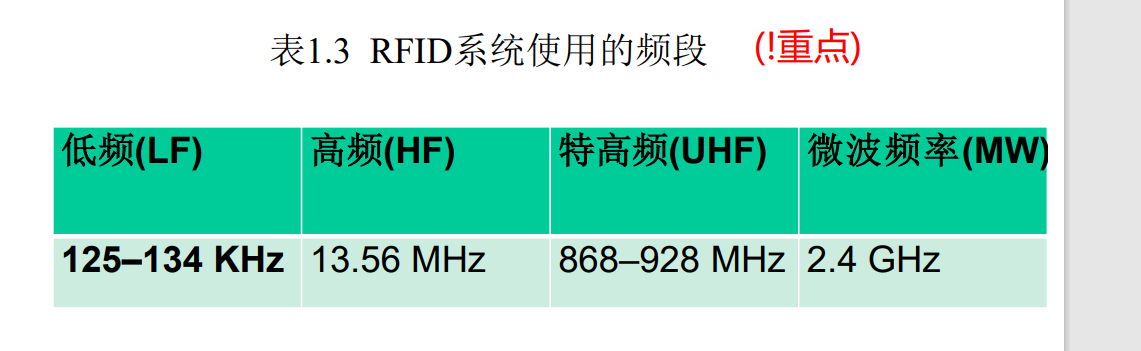 表1.3 RFID系统使用的频段 (!重点)
低频(LF) 高频(HF) 特高频(UHF) 微波频率(MW)
125–134 KHz 13.56 MHz 868–928 MHz 2.4 GHz